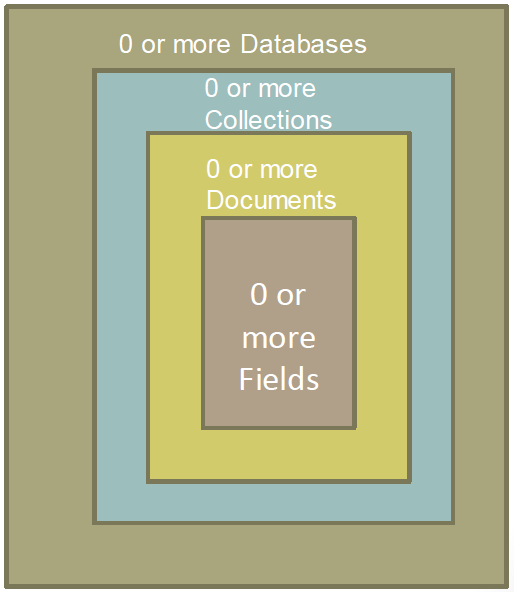 0 or more Databases
0 or more
Collections
0 or more
Documents
0 or
more
Fields